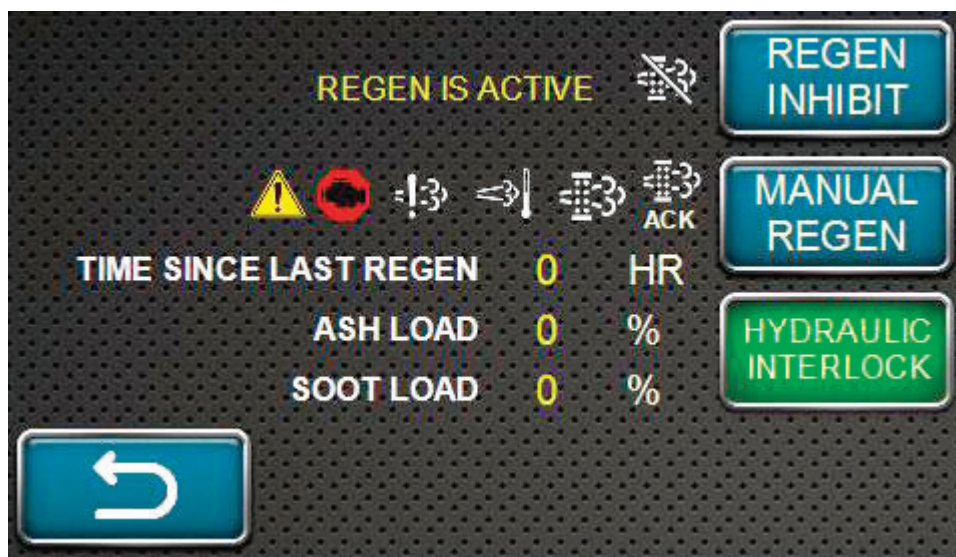 REGEN IS ACTIVE
REGEN
INHIBIT
ACK
MANUAL
REGEN
TIME SINCE LAST REGEN 0 HR
ASH LOAD 0 %
HYDRAULIC
INTERLOCK
SOOT LOAD 0 %